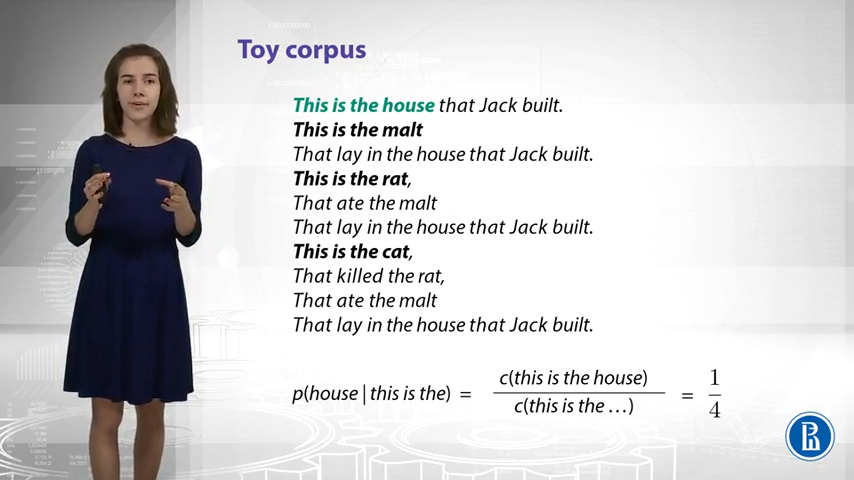 Toy corpus
This is the house that Jack built.
This is the malt
That lay in the house that Jack built.
This is the rat,
That ate the malt
That lay in the house that Jack built.
This is the cat,
That killed the rat,
That ate the malt
That lay in the house that Jack built.
p(house | this is the) = c(this is the house) / c(this is the ...) = 1/4